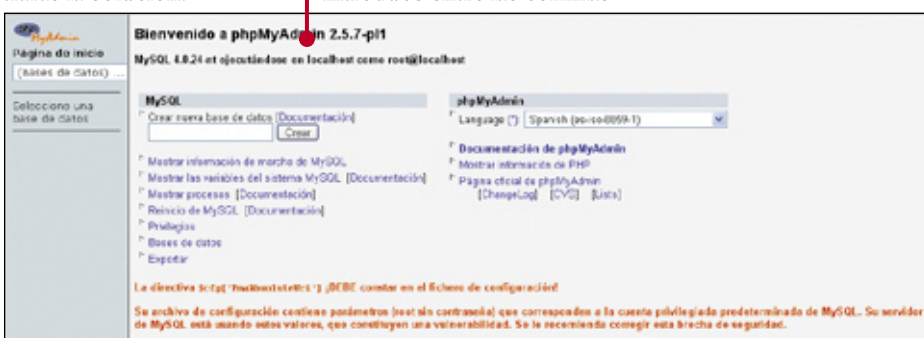 phpMyAdmin
Bienvenido a phpMyAdmin 2.5.7-pl1
Página de inicio
MySQL 4.0.24 est ejecutándose en localhost como root@localhost
(Bases de datos) ...
Seleccione una
base de datos
MySQL
Crear nueva base de datos [Documentación]
Crear
Mostrar información de marcha de MySQL
Mostrar las variables del sistema MySQL [Documentación]
Mostrar procesos [Documentación]
Reinicio de MySQL [Documentación]
Privilegios
Bases de datos
Exportar
phpMyAdmin
Language (*): Spanish (es-iso-8859-1)
Documentación de phpMyAdmin
Mostrar información de PHP
Página oficial de phpMyAdmin
[ChangeLog] [CVS] [Lists]
La directiva ¡DEBE constar en el fichero de configuración!
Su archivo de configuración contiene parámetros (root sin contraseña) que corresponden a la cuenta privilegiada predeterminada de MySQL. Su servidor
de MySQL está usando estos valores, que constituyen una vulnerabilidad. Se le recomienda corregir esta brecha de seguridad.